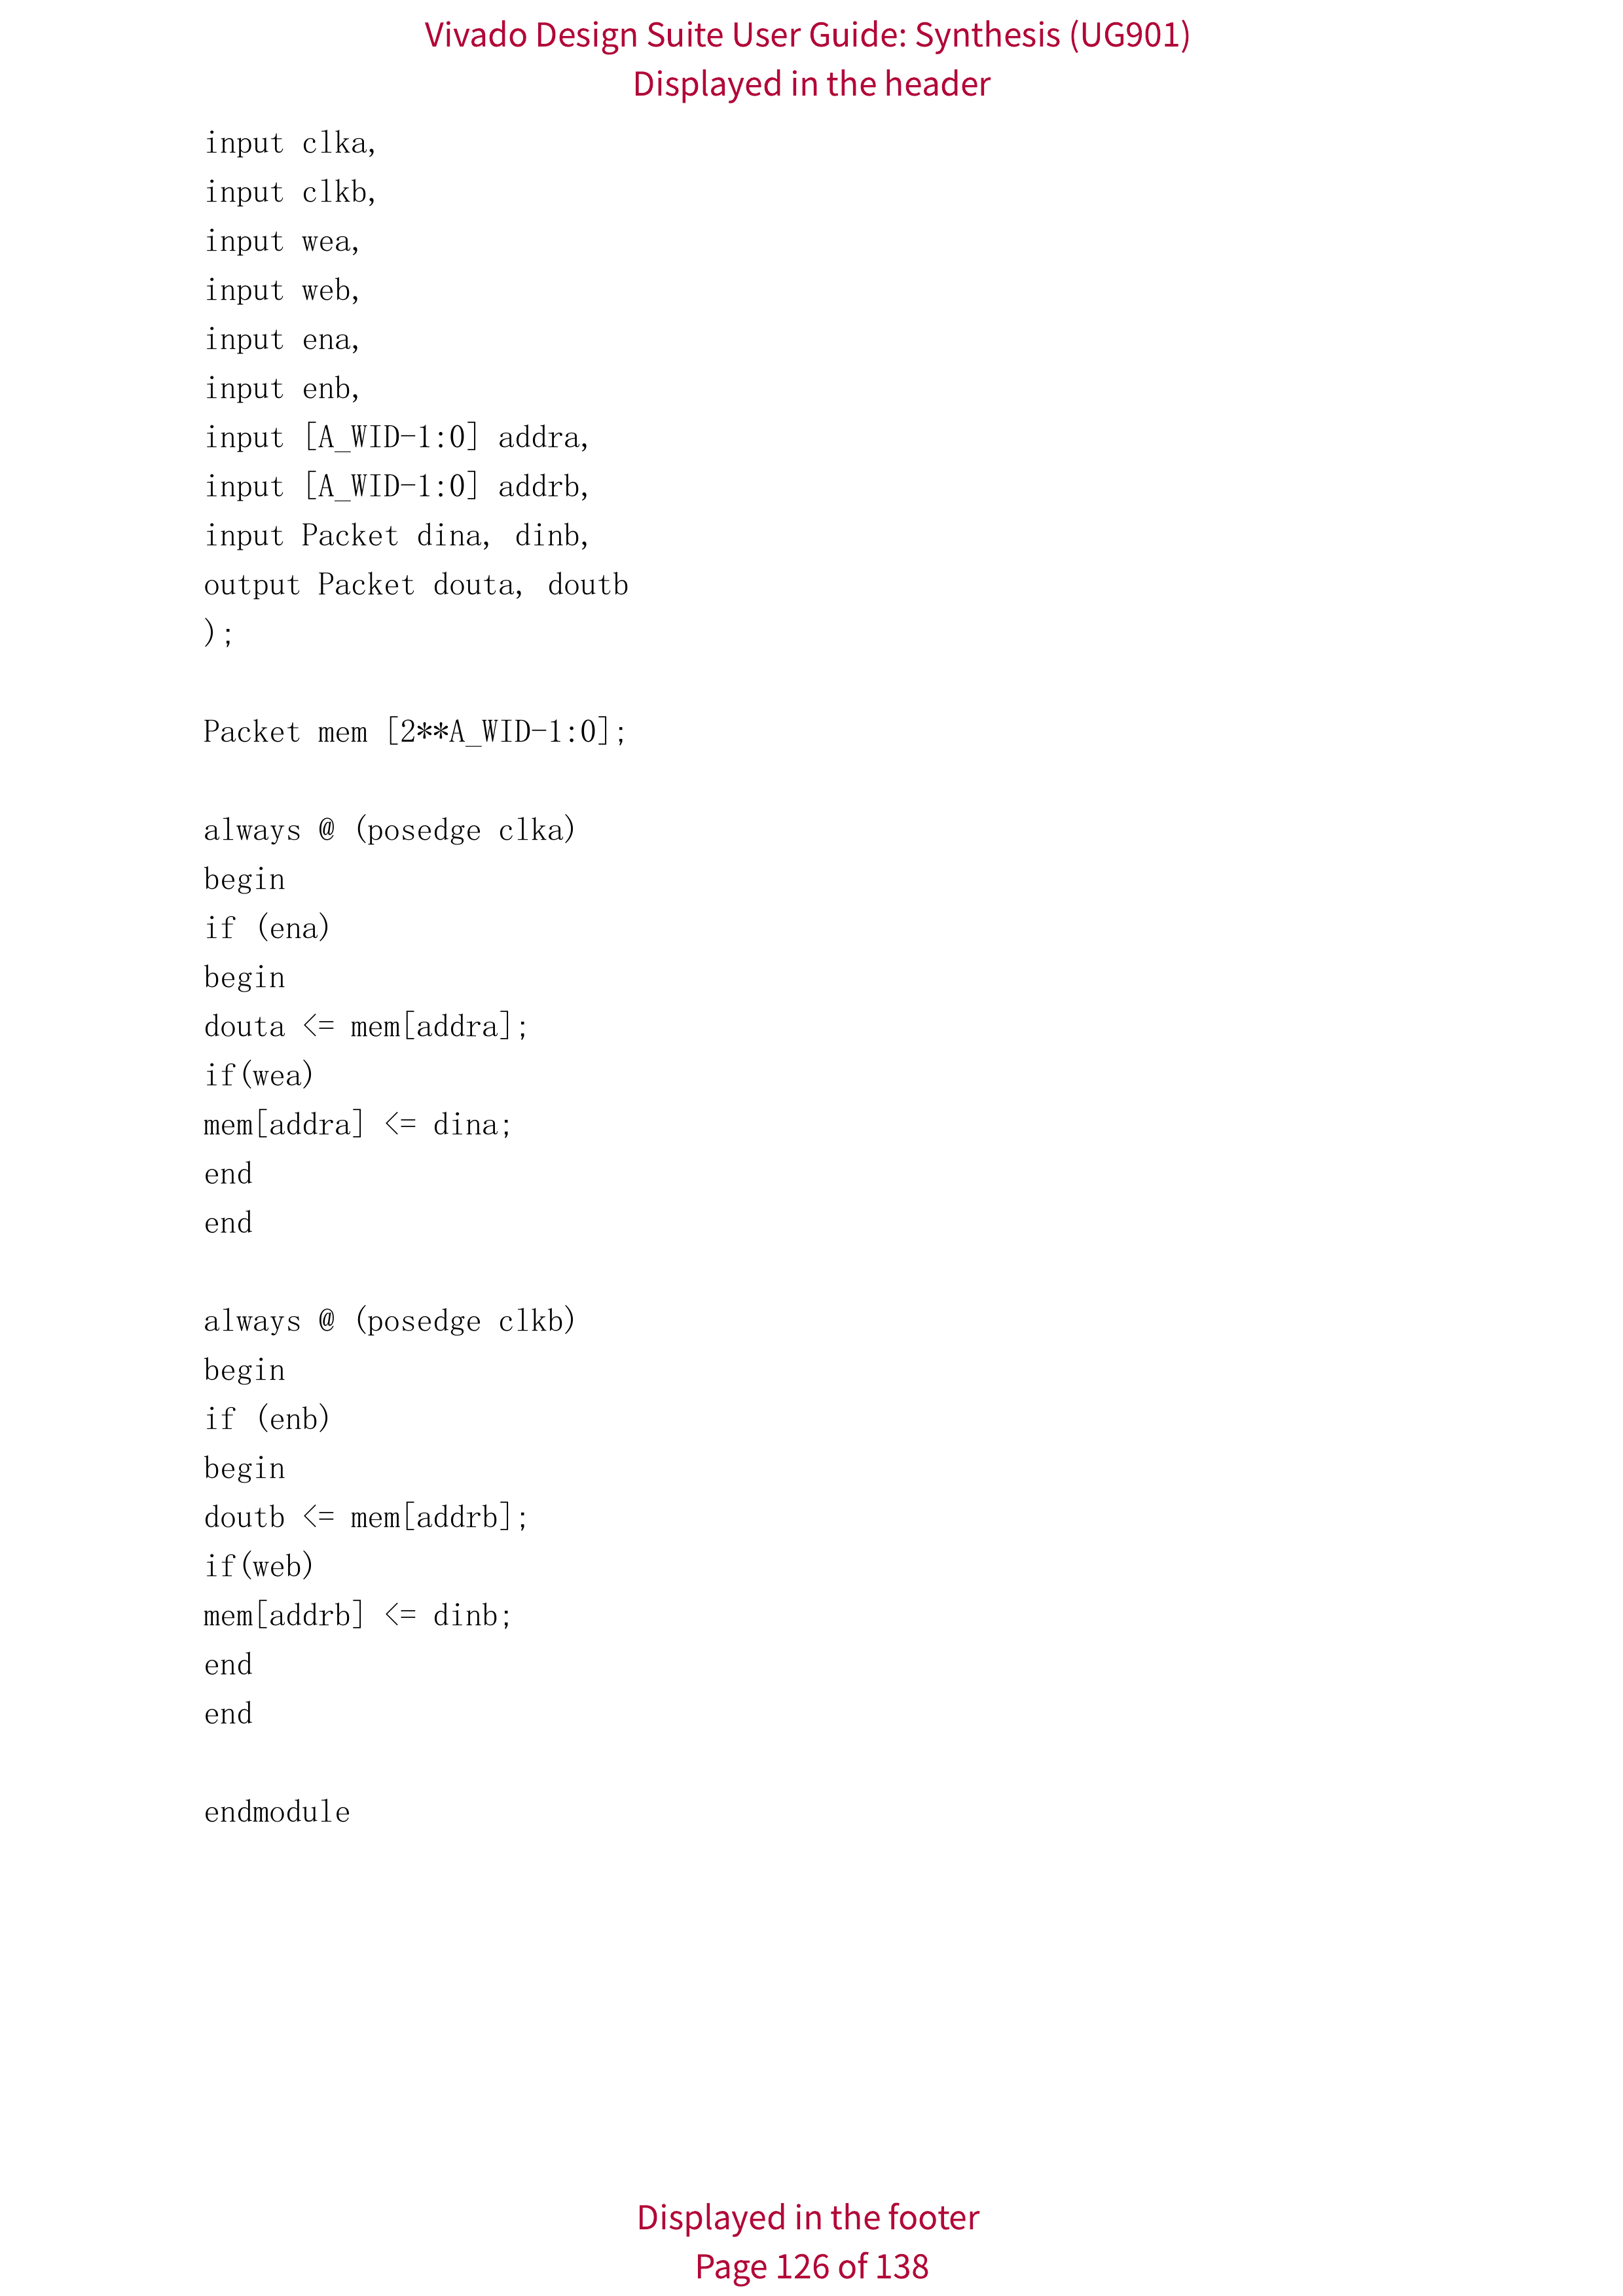 Vivado Design Suite User Guide: Synthesis (UG901)
Displayed in the header
input clka,
input clkb,
input wea,
input web,
input ena,
input enb,
input [A_WID-1:0] addra,
input [A_WID-1:0] addrb,
input Packet dina, dinb,
output Packet douta, doutb
);
Packet mem [2**A_WID-1:0];
always @ (posedge clka)
begin
if (ena)
begin
douta <= mem[addra];
if(wea)
mem[addra] <= dina;
end
end
always @ (posedge clkb)
begin
if (enb)
begin
doutb <= mem[addrb];
if(web)
mem[addrb] <= dinb;
end
end
endmodule
Displayed in the footer
Page 126 of 138